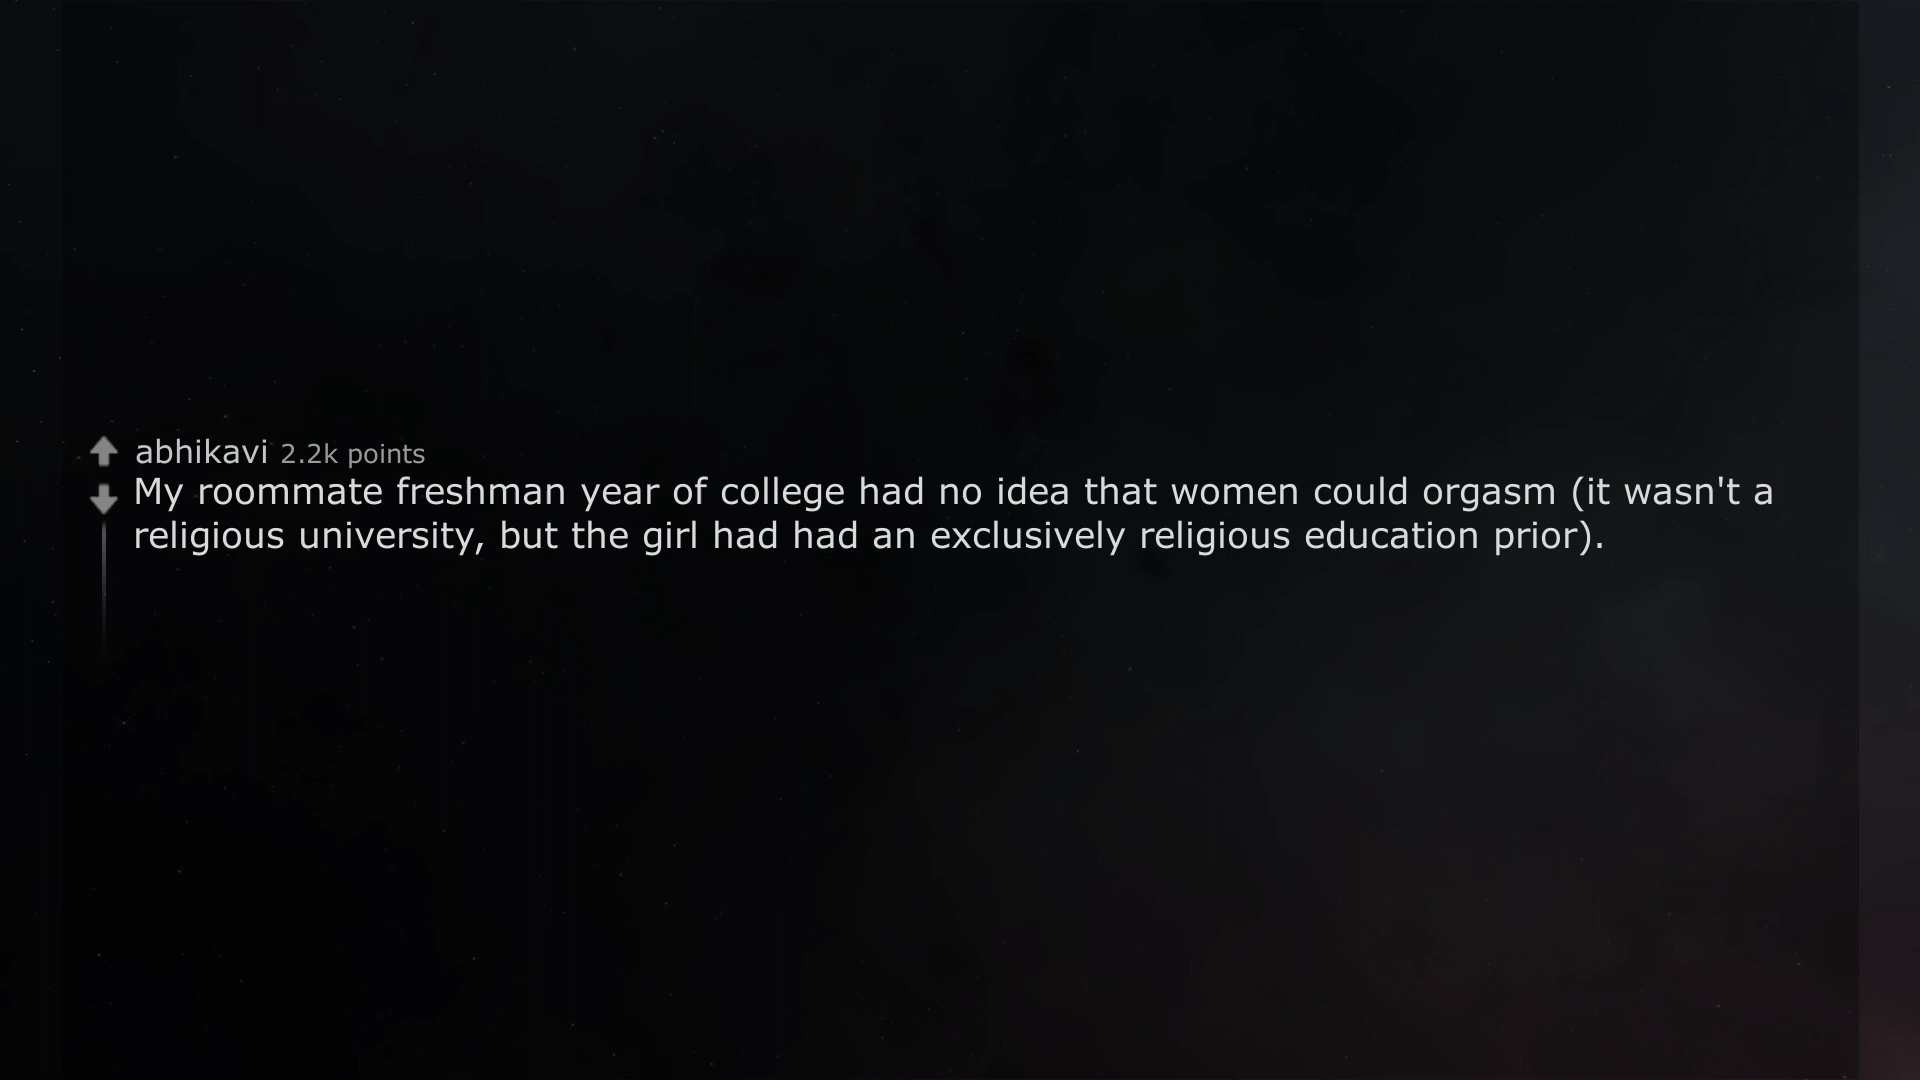 abhikavi 2.2k points
My roommate freshman year of college had no idea that women could orgasm (it wasn't a
religious university, but the girl had had an exclusively religious education prior).